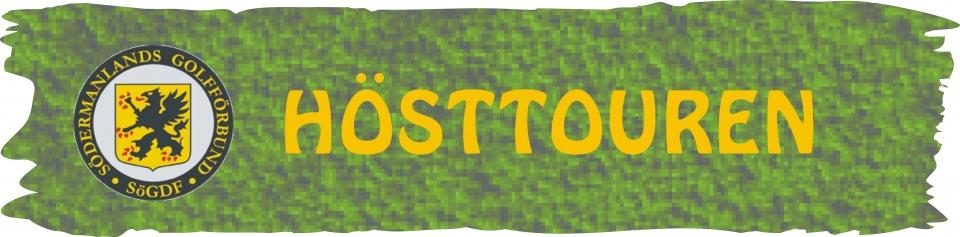 SÖDERMANLANDS GOLFFÖRBUND
• SöGDF •
HÖSTTOUREN